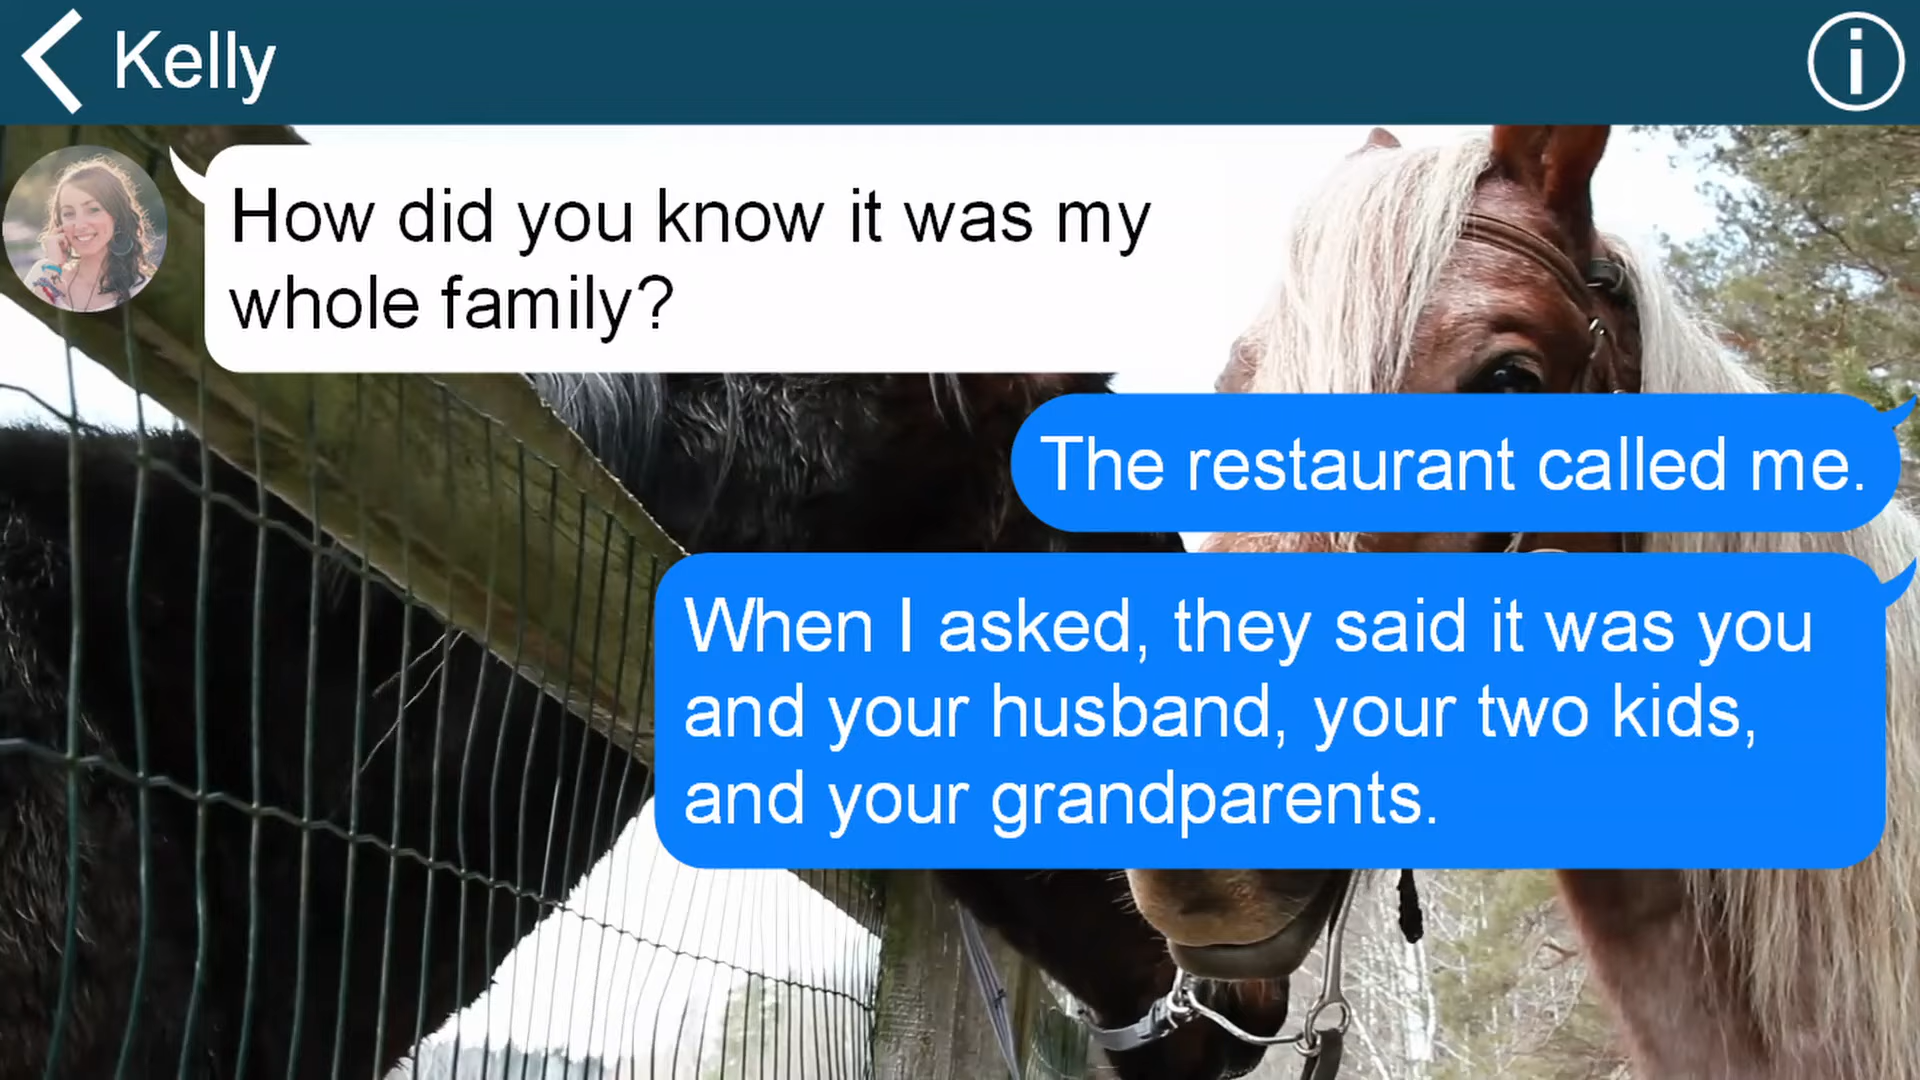 Kelly
How did you know it was my
whole family?
The restaurant called me.
When I asked, they said it was you
and your husband, your two kids,
and your grandparents.